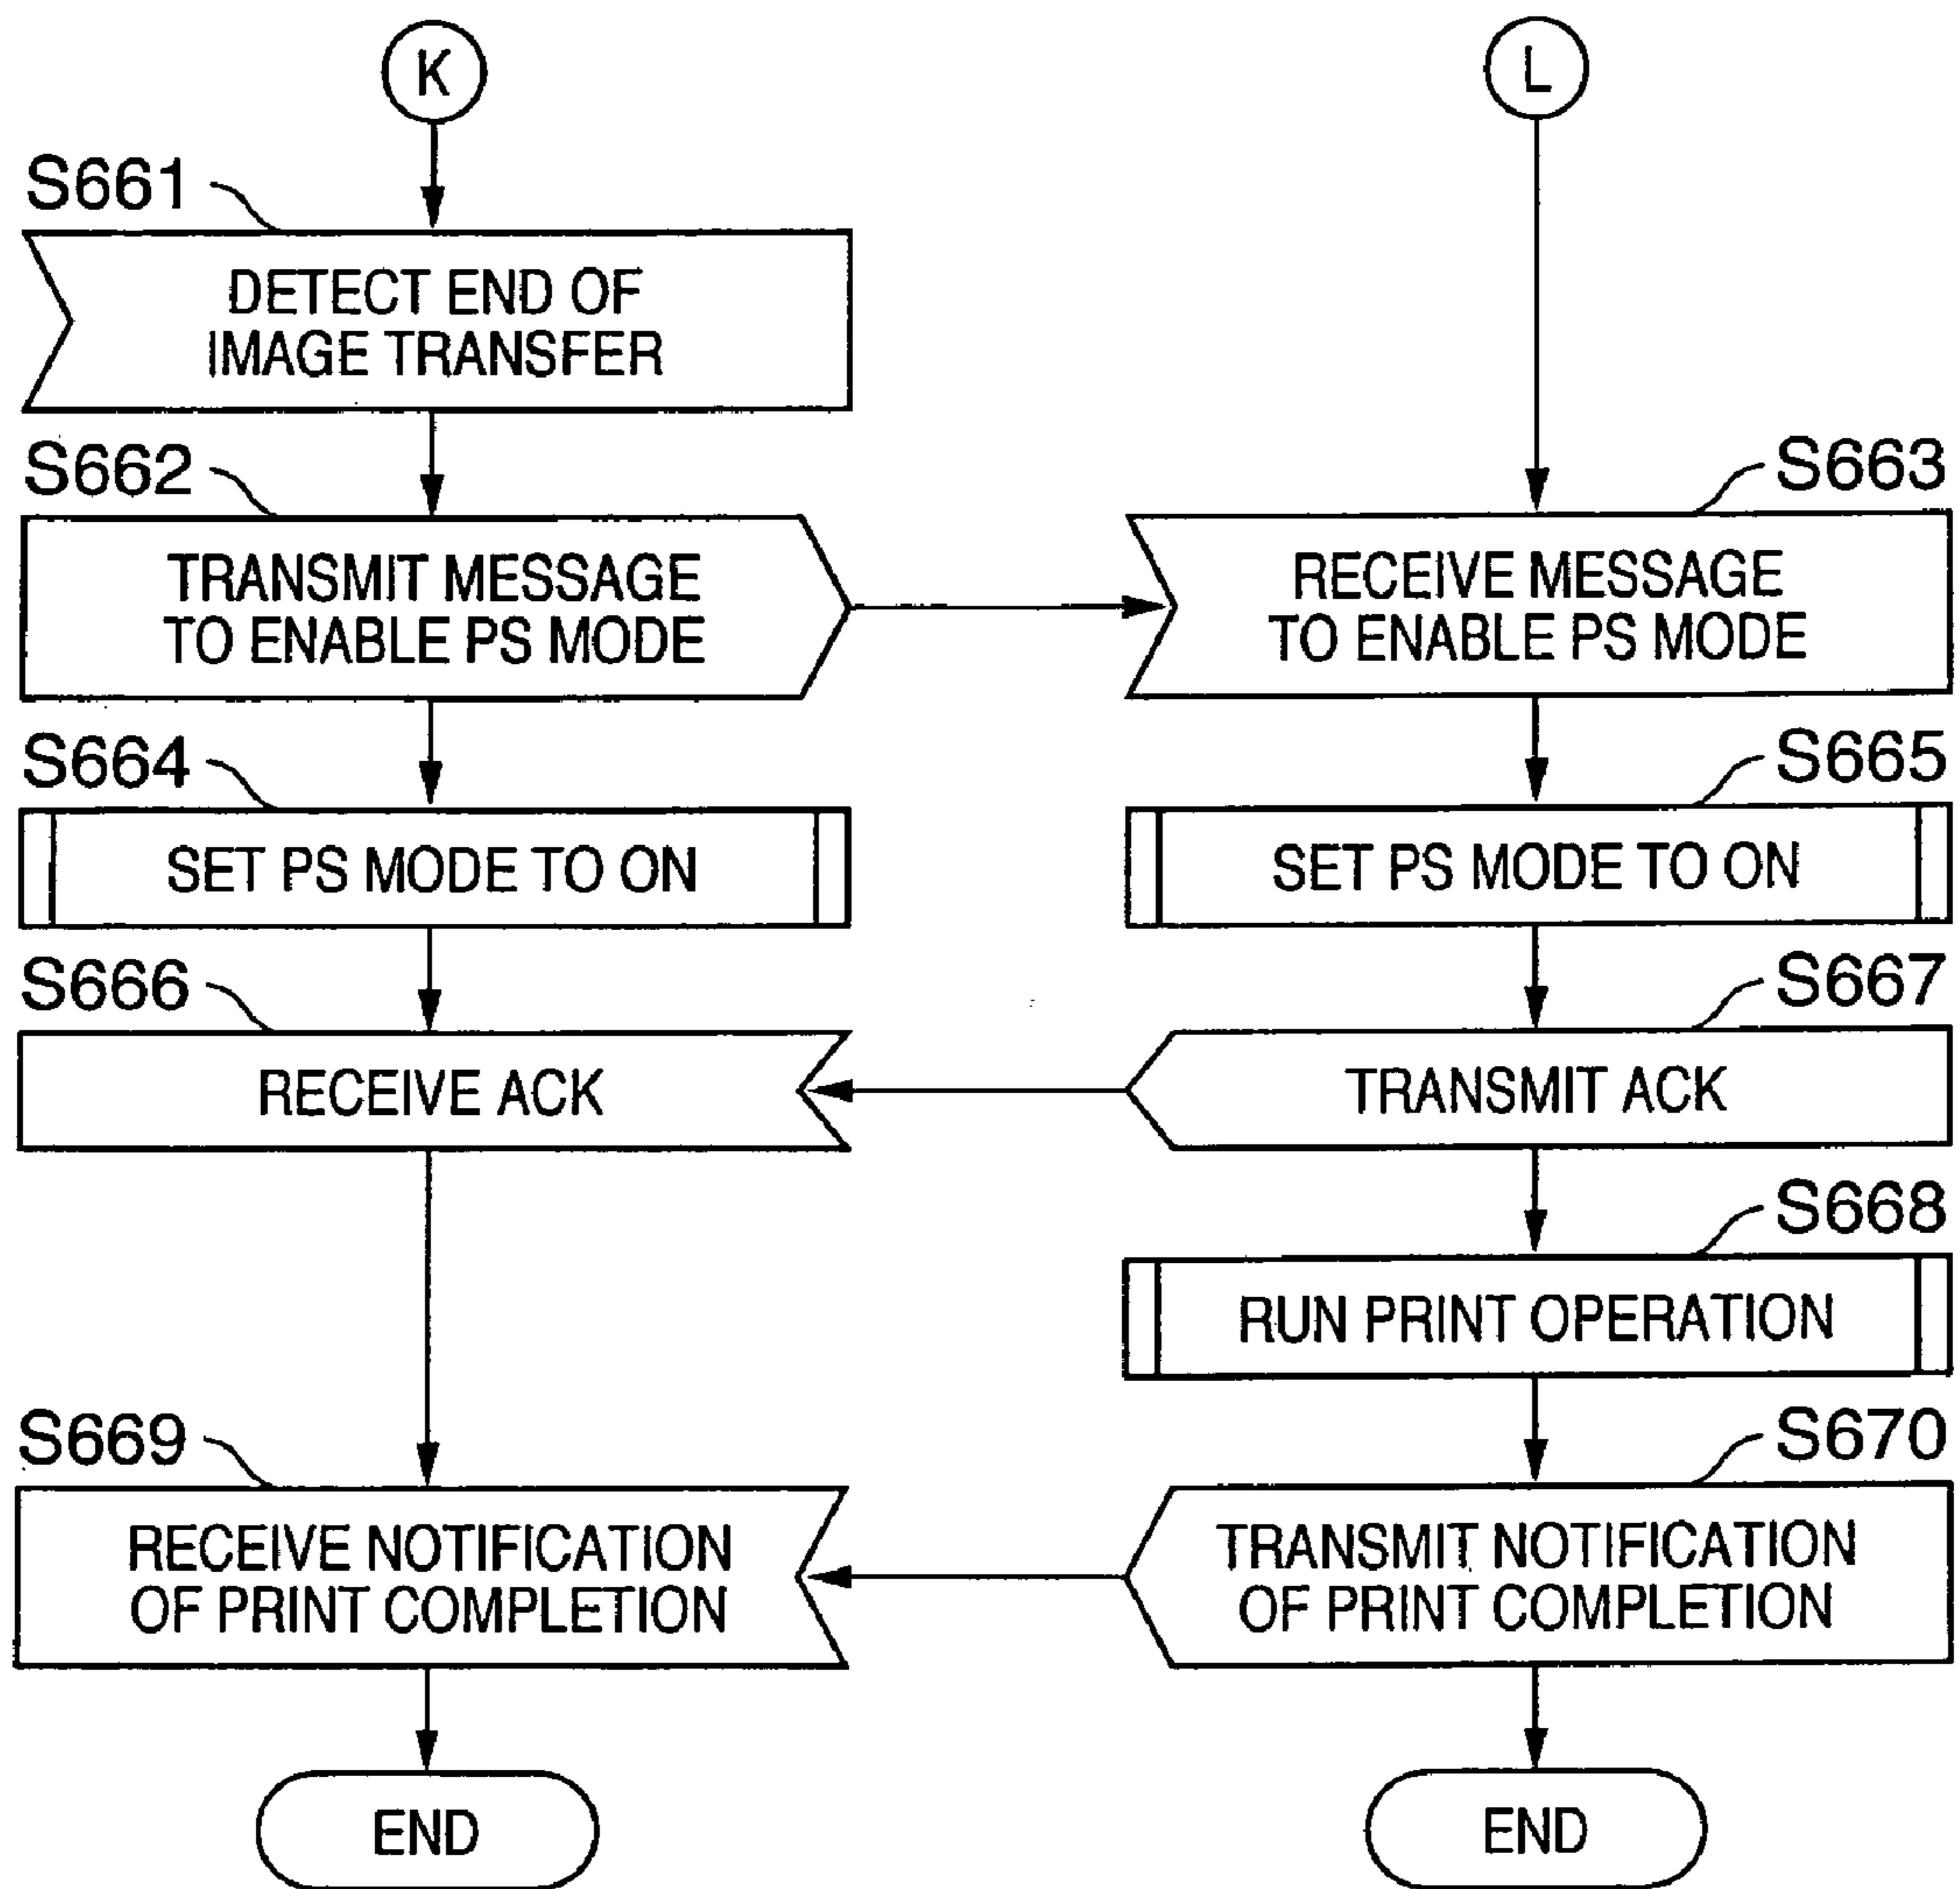 K
L
S661
DETECT END OF
IMAGE TRANSFER
S662
TRANSMIT MESSAGE
TO ENABLE PS MODE
S663
RECEIVE MESSAGE
TO ENABLE PS MODE
S664
SET PS MODE TO ON
S665
SET PS MODE TO ON
S666
RECEIVE ACK
S667
TRANSMIT ACK
S668
RUN PRINT OPERATION
S669
RECEIVE NOTIFICATION
OF PRINT COMPLETION
S670
TRANSMIT NOTIFICATION
OF PRINT COMPLETION
END
END